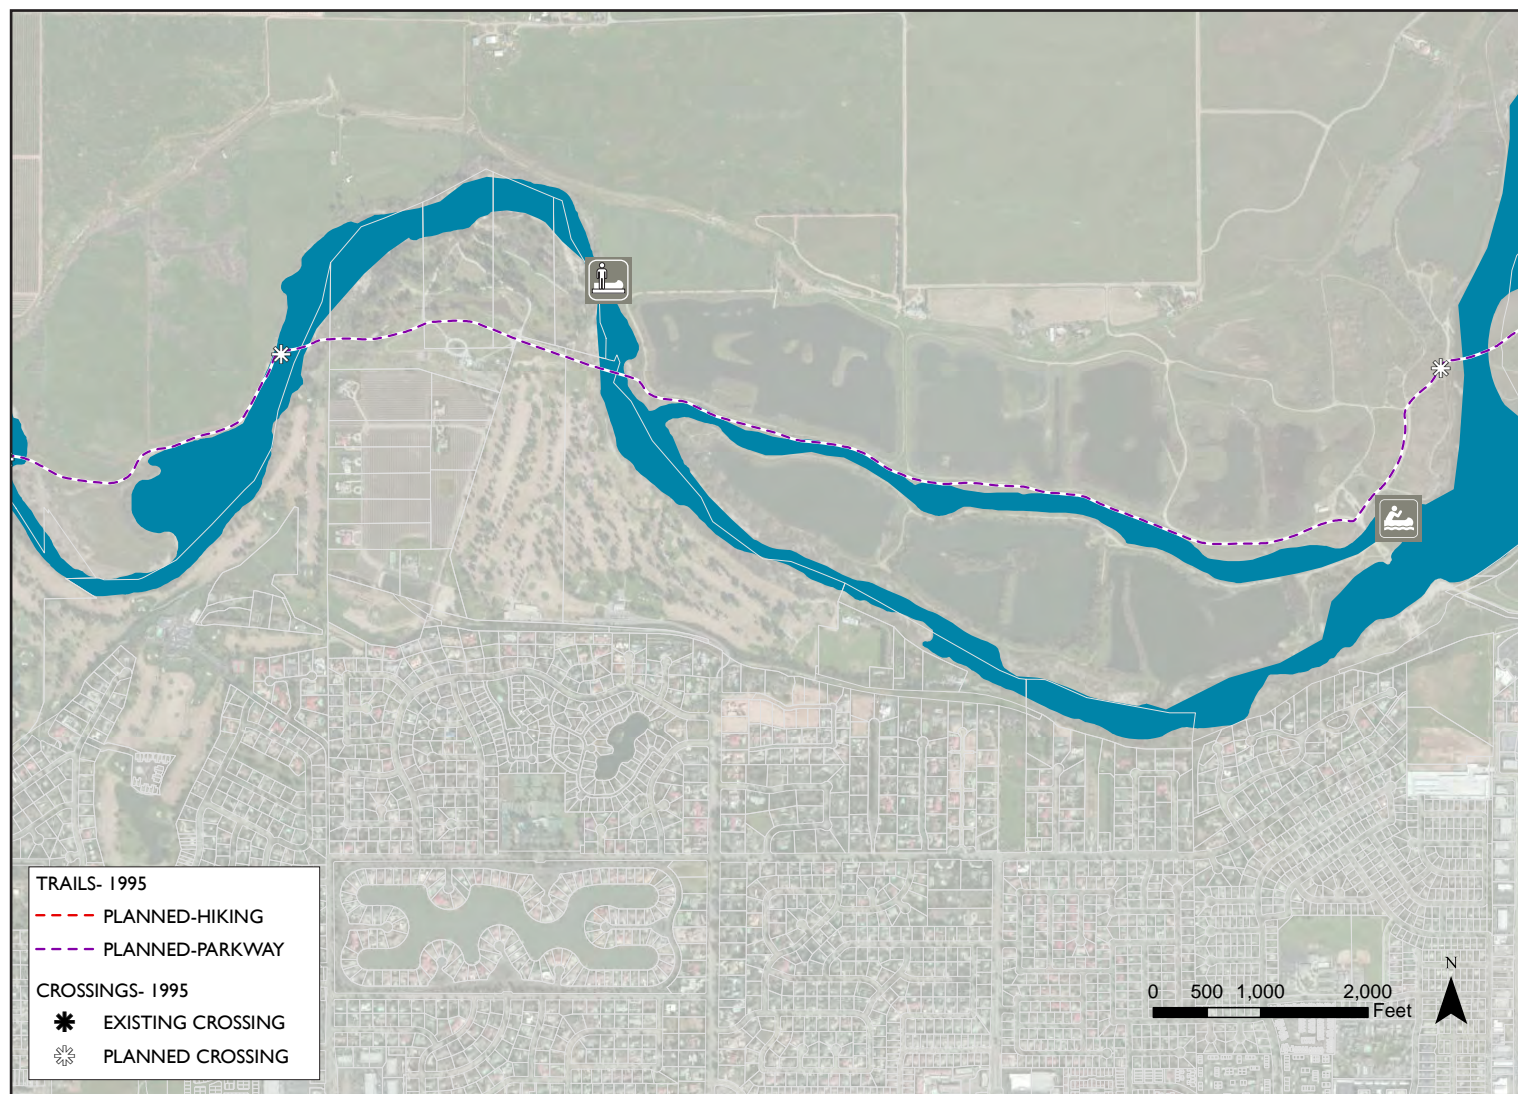 TRAILS- 1995
PLANNED-HIKING
PLANNED-PARKWAY
CROSSINGS- 1995
EXISTING CROSSING
PLANNED CROSSING
0 500 1,000 2,000
Feet
N